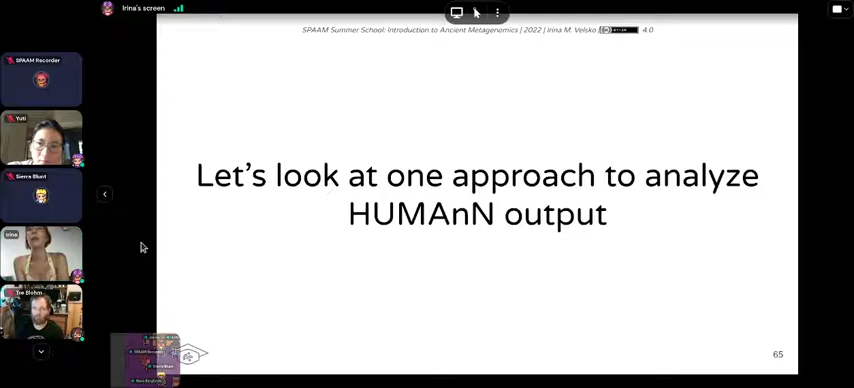 Irina's screen
SPAAM Summer School: Introduction to Ancient Metagenomics | 2022 | Irina M. Velsko | 4.0
SPAAM Recorder
Yuti
Sierra Blunt
Irina
Tre Blohm
Let's look at one approach to analyze
HUMAnN output
65